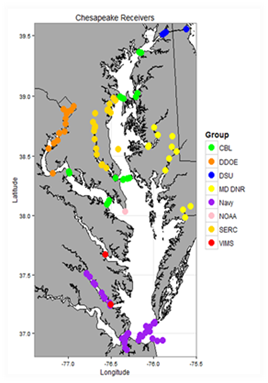 Chesapeake Receivers
39.5
39.0
38.5
38.0
37.5
37.0
Latitude
-77.0
-76.5
-76.0
-75.5
Longitude
Group
CBL
DDOE
DSU
MD DNR
Navy
NOAA
SERC
VIMS